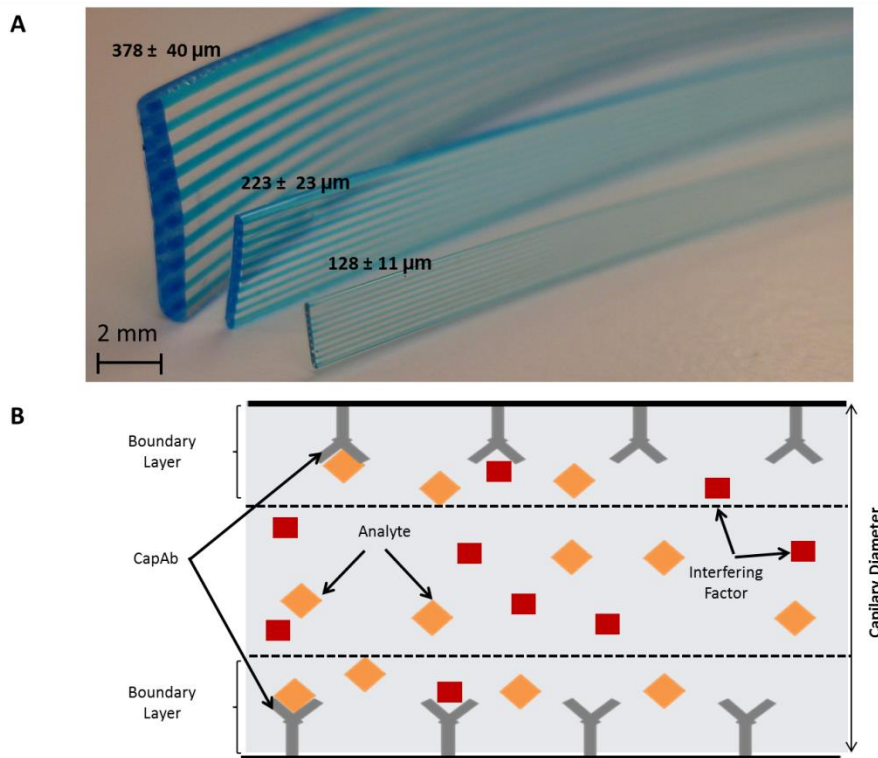 A
378 ± 40 µm
223 ± 23 µm
128 ± 11 µm
2 mm
B
Boundary
Layer
CapAb
Analyte
Interfering
Factor
Capilary Diameter
Boundary
Layer